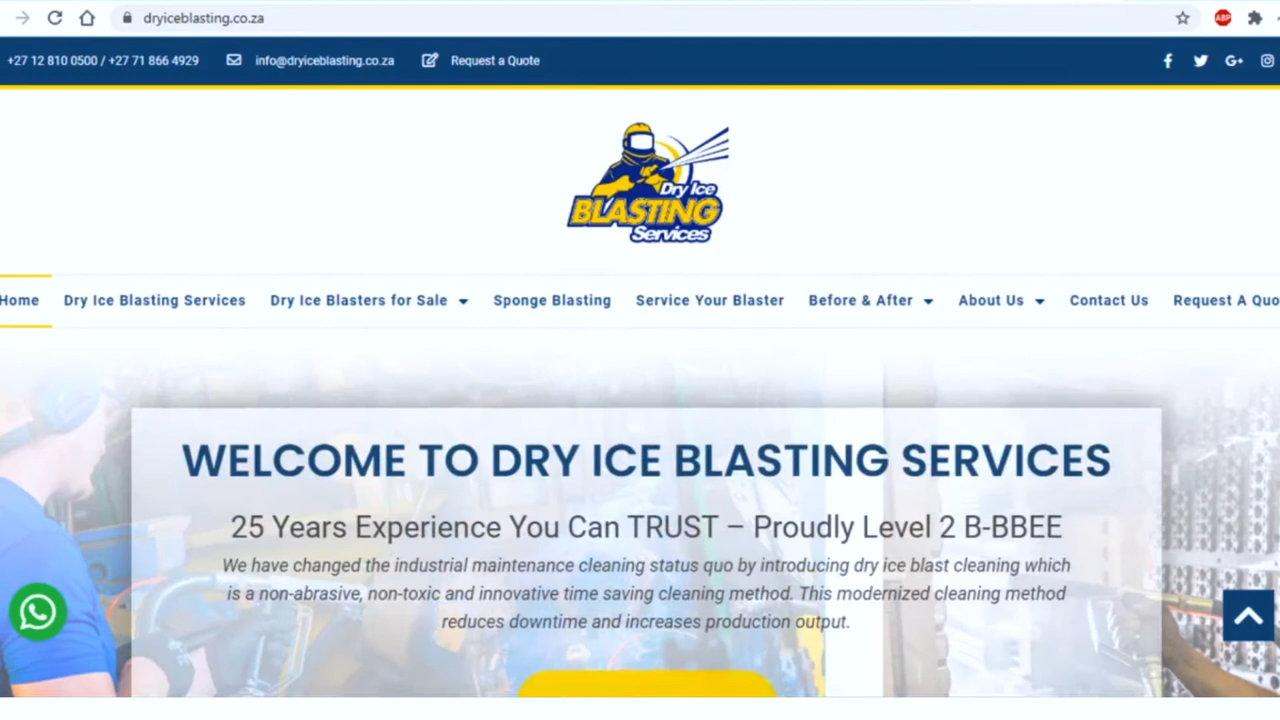 dryiceblasting.co.za
ABP
+27 12 810 0500 / +27 71 866 4929 info@dryiceblasting.co.za Request a Quote
G+
Dry Ice
BLASTING
Services
Home Dry Ice Blasting Services Dry Ice Blasters for Sale Sponge Blasting Service Your Blaster Before & After About Us Contact Us Request A Quo
WELCOME TO DRY ICE BLASTING SERVICES
25 Years Experience You Can TRUST – Proudly Level 2 B-BBEE
We have changed the industrial maintenance cleaning status quo by introducing dry ice blast cleaning which
is a non-abrasive, non-toxic and innovative time saving cleaning method. This modernized cleaning method
reduces downtime and increases production output.